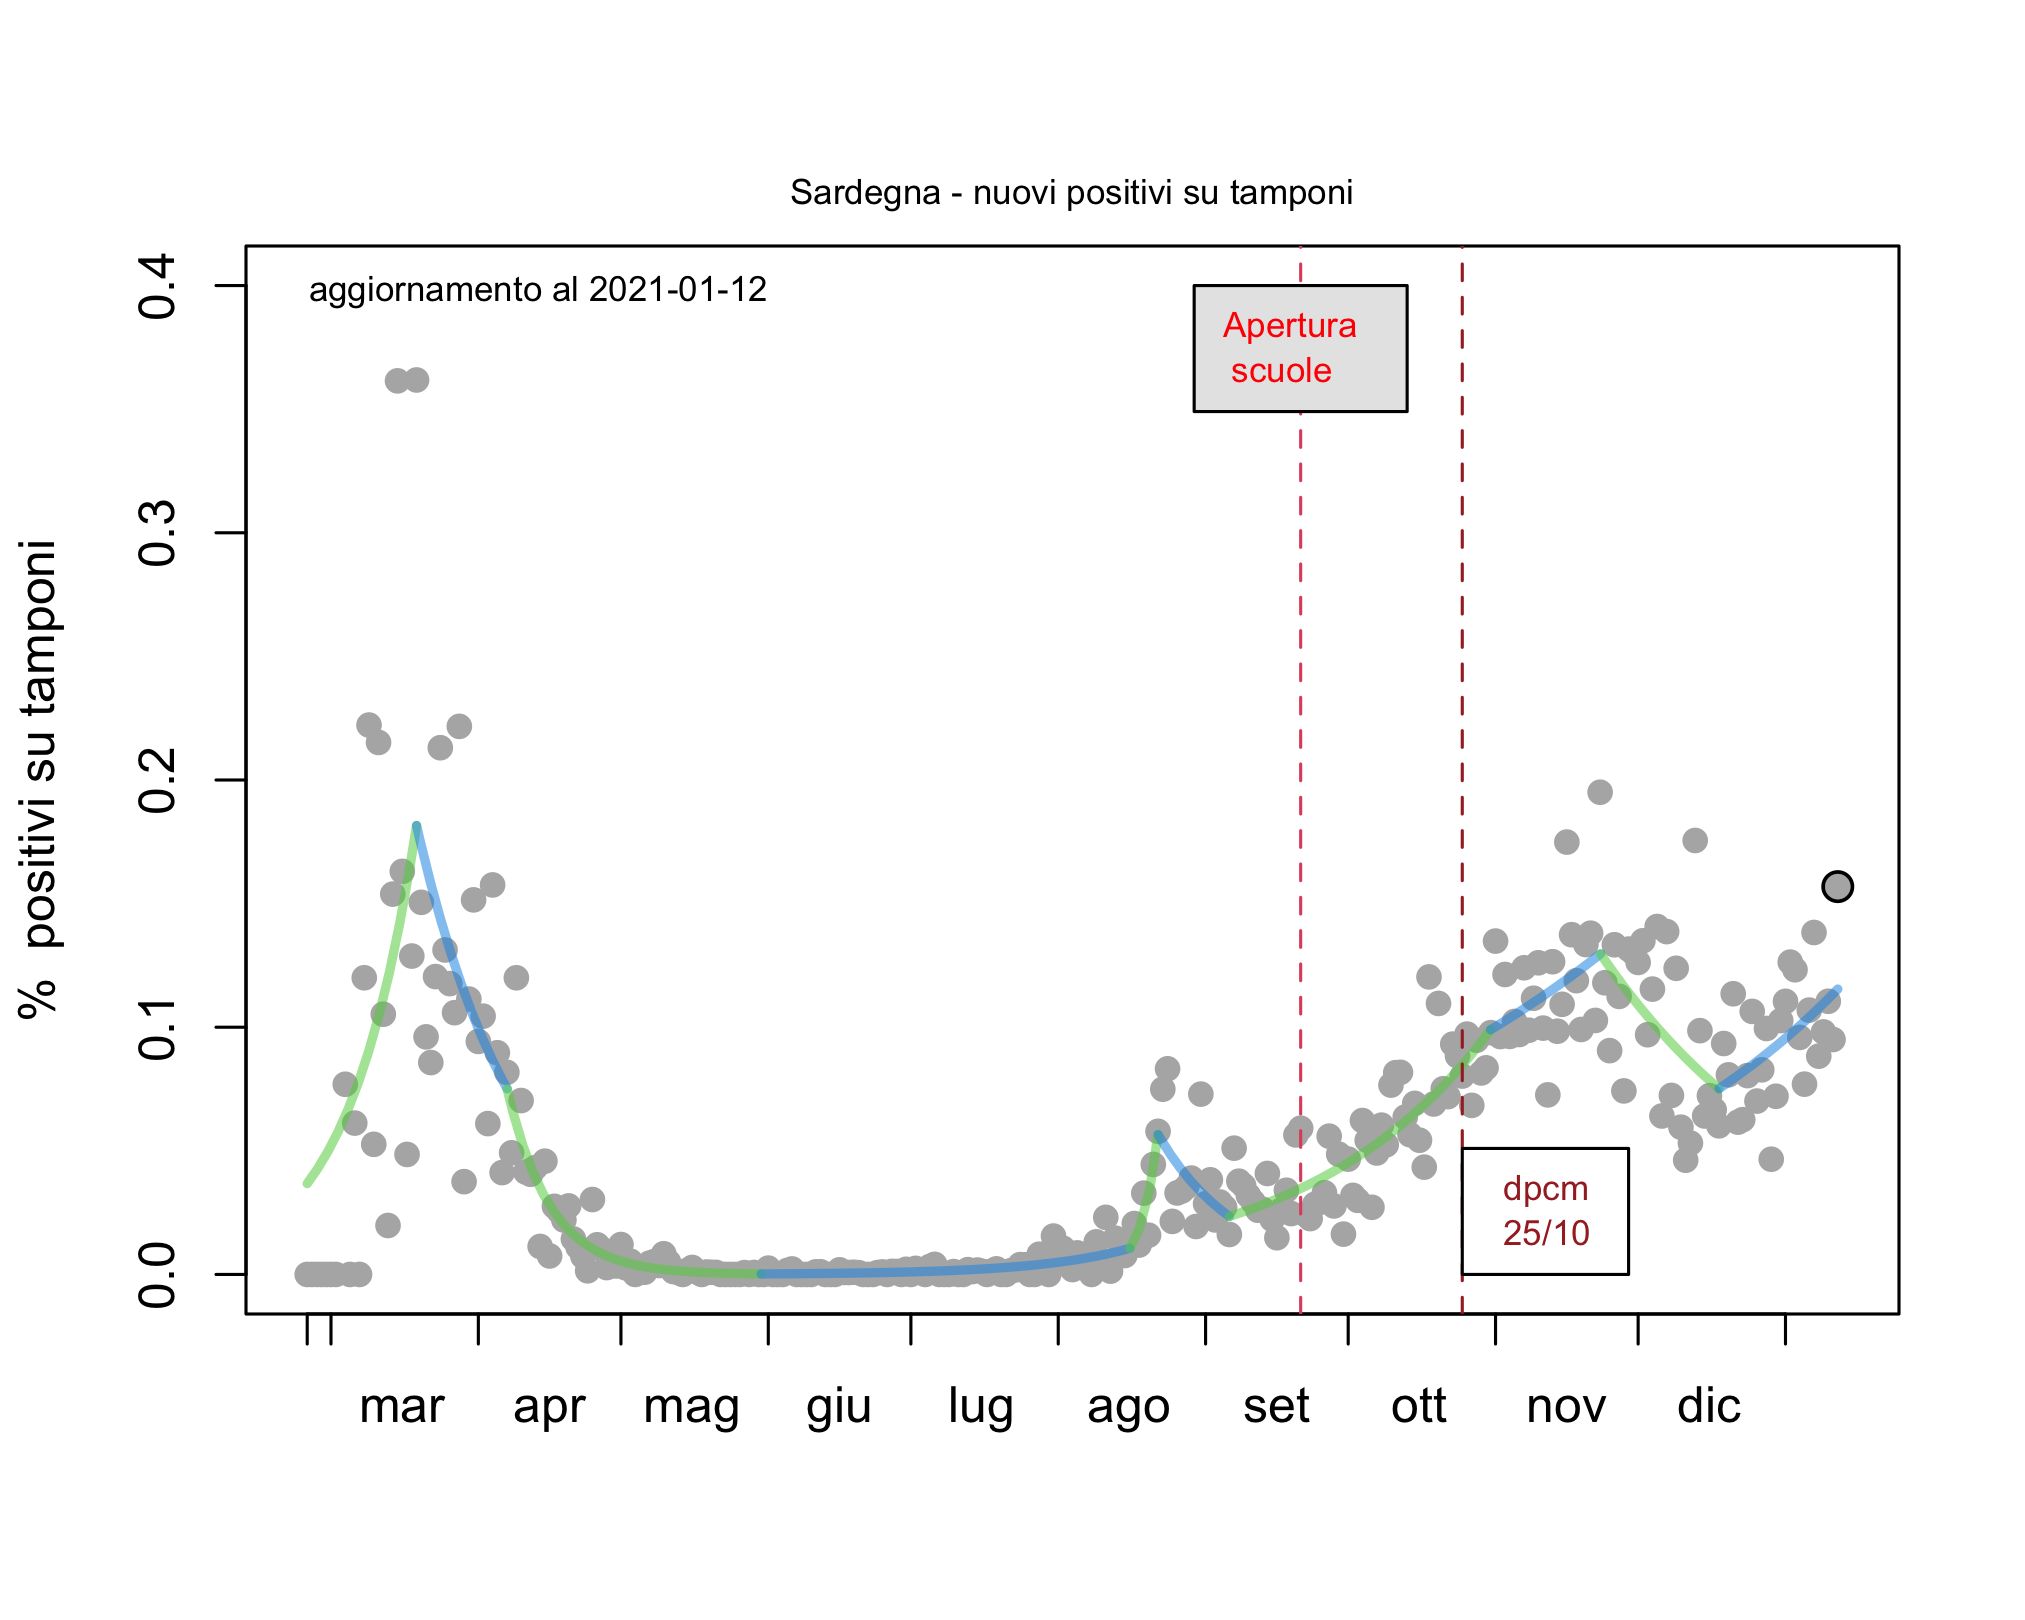 Sardegna - nuovi positivi su tamponi
aggiornamento al 2021-01-12
Apertura
scuole
dpcm
25/10
% positivi su tamponi
0.4
0.3
0.2
0.1
0.0
mar apr mag giu lug ago set ott nov dic